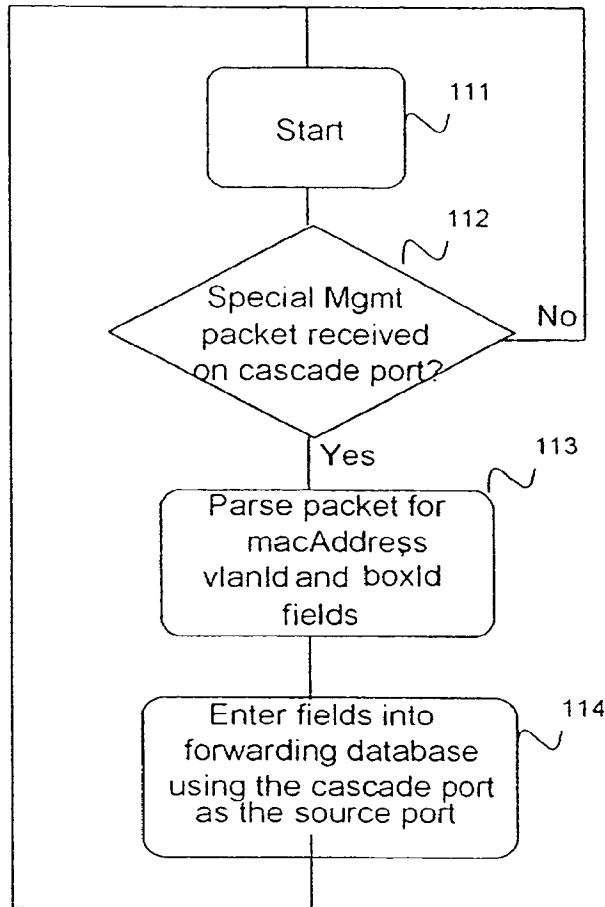 111
Start
112
Special Mgmt
packet received
on cascade port?
No
Yes
113
Parse packet for
macAddress
vlanId and boxId
fields
114
Enter fields into
forwarding database
using the cascade port
as the source port